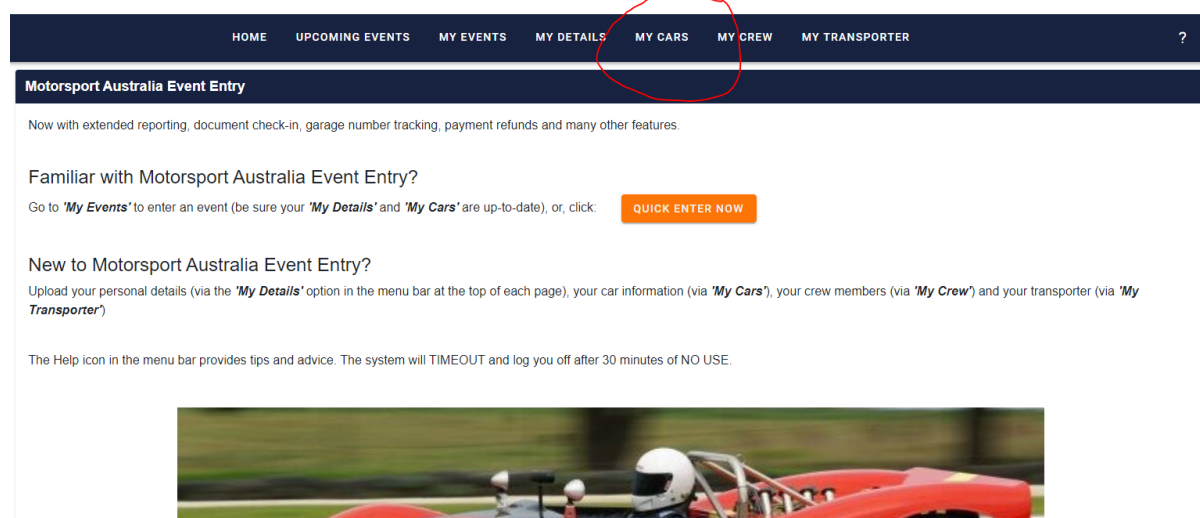 HOME UPCOMING EVENTS MY EVENTS MY DETAILS MY CARS MY CREW MY TRANSPORTER ?
Motorsport Australia Event Entry
Now with extended reporting, document check-in, garage number tracking, payment refunds and many other features.
Familiar with Motorsport Australia Event Entry?
Go to 'My Events' to enter an event (be sure your 'My Details' and 'My Cars' are up-to-date), or, click: QUICK ENTER NOW
New to Motorsport Australia Event Entry?
Upload your personal details (via the 'My Details' option in the menu bar at the top of each page), your car information (via 'My Cars'), your crew members (via 'My Crew') and your transporter (via 'My
Transporter')
The Help icon in the menu bar provides tips and advice. The system will TIMEOUT and log you off after 30 minutes of NO USE.